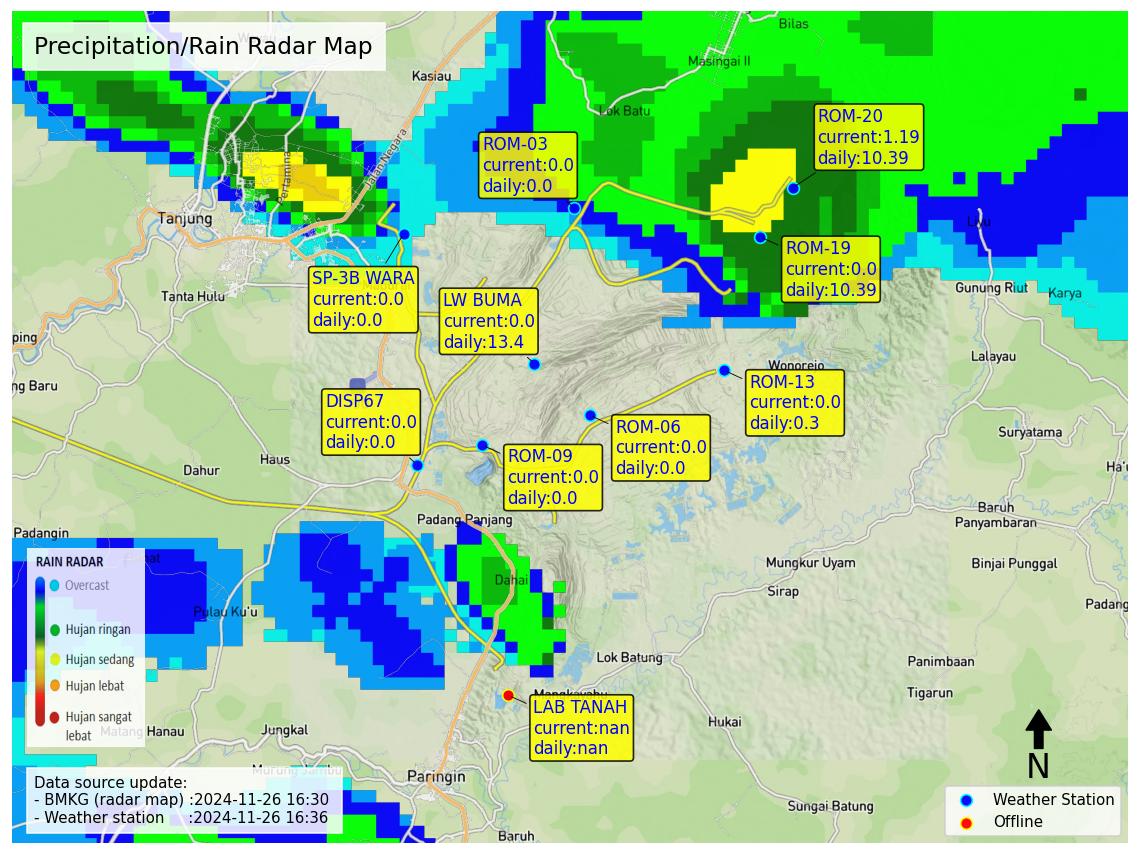 Precipitation/Rain Radar Map
Bilas
Masingai II
Kasiau
Lok Batu
Jalan Negara
Pertamina
Tanjung
Tanta Hulu
ROM-20
current:1.19
daily:10.39
ROM-03
current:0.0
daily:0.0
ROM-19
current:0.0
daily:10.39
SP-3B WARA
current:0.0
daily:0.0
LW BUMA
current:0.0
daily:13.4
Liyu
Gunung Riut
Karya
ping
ng Baru
Lalayau
Wonorejo
ROM-13
current:0.0
daily:0.3
DISP67
current:0.0
daily:0.0
ROM-06
current:0.0
daily:0.0
ROM-09
current:0.0
daily:0.0
Suryatama
Ha'u
Haus
Dahur
Baruh
Panyambaran
Padang Panjang
Padangin
Mungkur Uyam
Binjai Punggal
Dahai
Sirap
Padang
Pulau Ku'u
RAIN RADAR
Overcast
Hujan ringan
Hujan sedang
Hujan lebat
Hujan sangat
lebat
Lok Batung
Panimbaan
Tigarun
Mangkayahu
LAB TANAH
current:nan
daily:nan
Hukai
Matang Hanau
Jungkal
Murung Jambu
Paringin
Sungai Batung
Baruh
Data source update:
- BMKG (radar map) :2024-11-26 16:30
- Weather station :2024-11-26 16:36
N
Weather Station
Offline